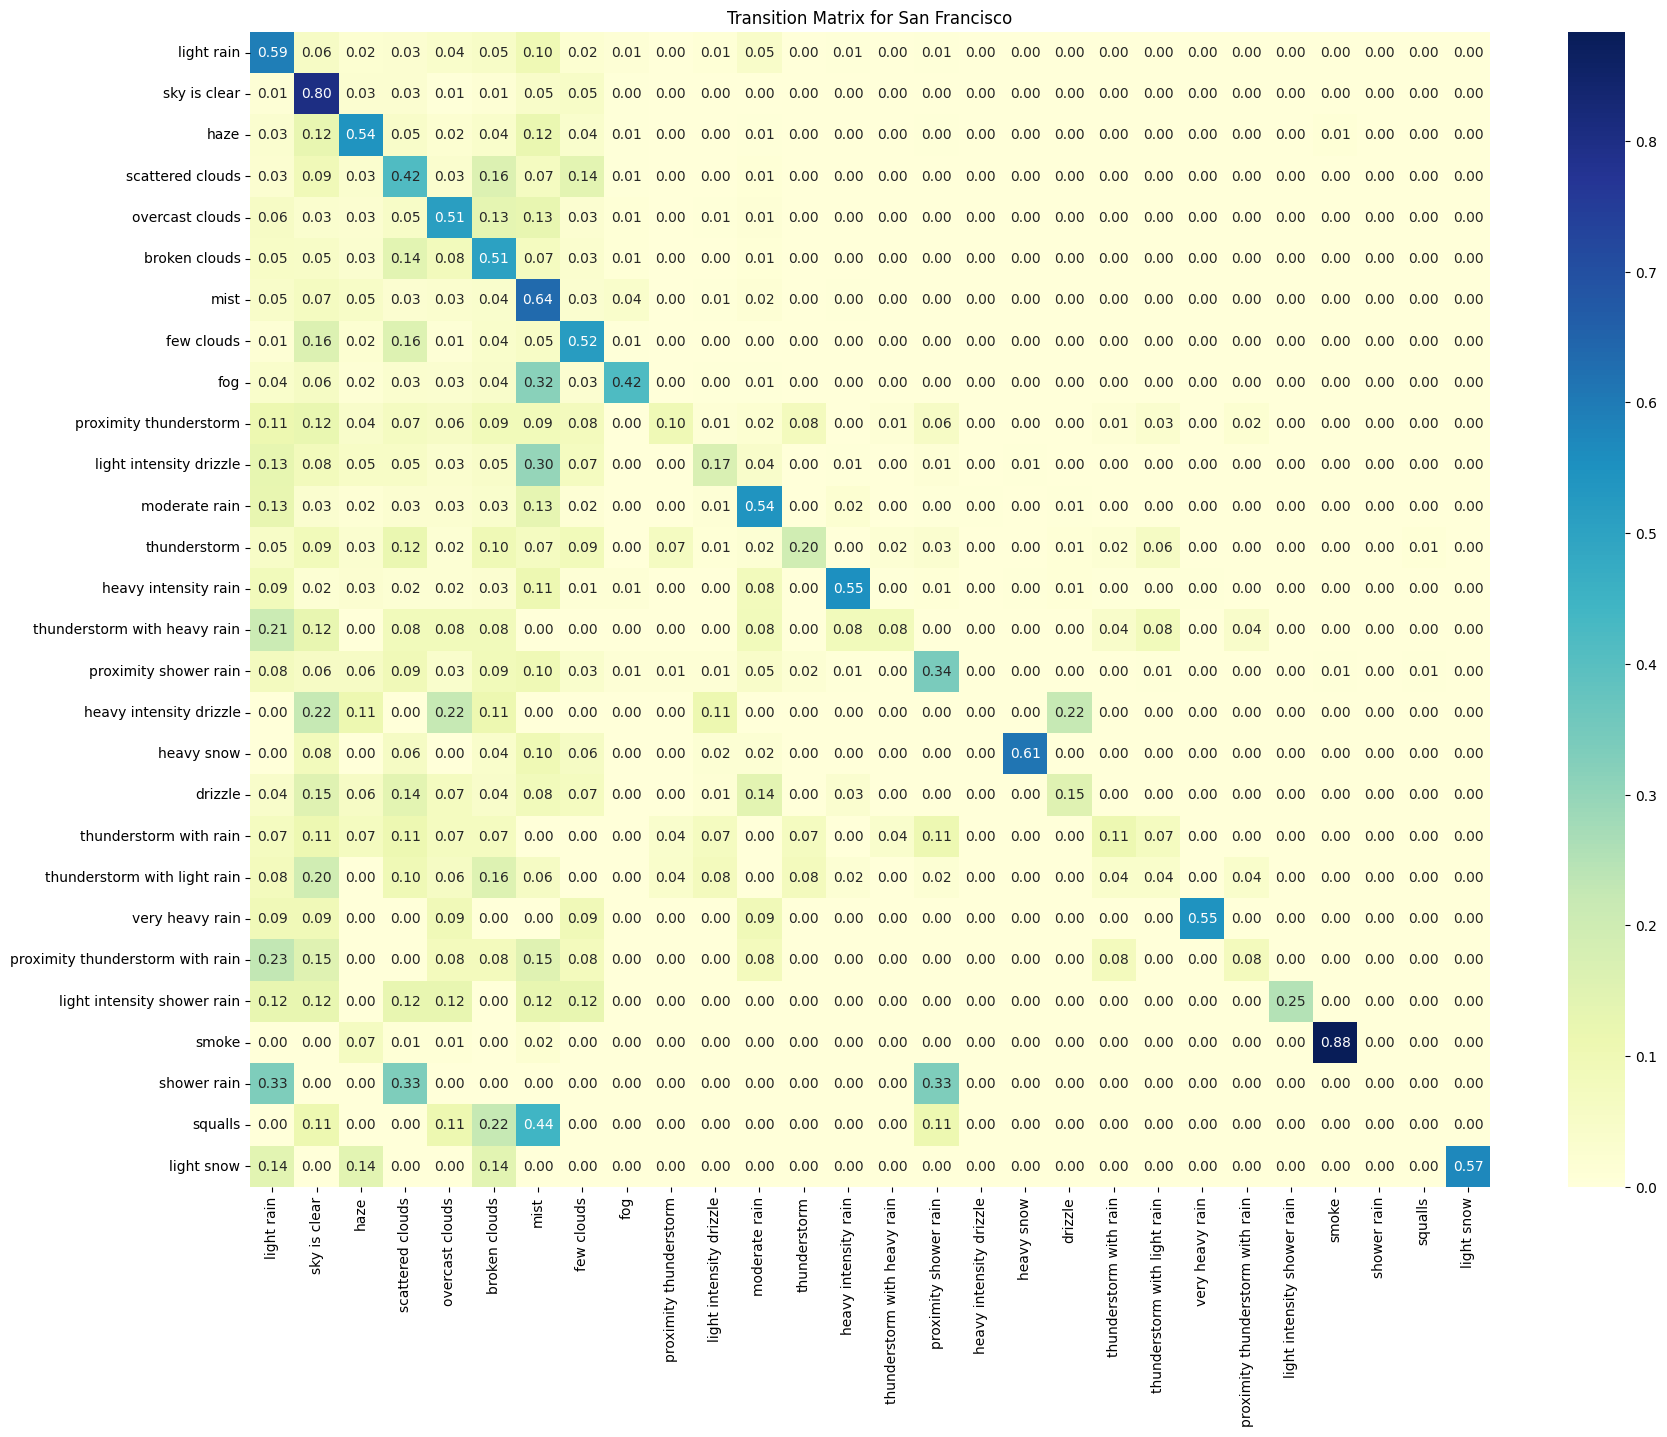 Transition Matrix for San Francisco
light rain 0.59 0.06 0.02 0.03 0.04 0.05 0.10 0.02 0.01 0.00 0.01 0.05 0.00 0.01 0.00 0.01 0.00 0.00 0.00 0.00 0.00 0.00 0.00 0.00 0.00 0.00 0.00 0.00
sky is clear 0.01 0.80 0.03 0.03 0.01 0.01 0.05 0.05 0.00 0.00 0.00 0.00 0.00 0.00 0.00 0.00 0.00 0.00 0.00 0.00 0.00 0.00 0.00 0.00 0.00 0.00 0.00 0.00
haze 0.03 0.12 0.54 0.05 0.02 0.04 0.12 0.04 0.01 0.00 0.00 0.01 0.00 0.00 0.00 0.00 0.00 0.00 0.00 0.00 0.00 0.00 0.00 0.00 0.01 0.00 0.00 0.00
scattered clouds 0.03 0.09 0.03 0.42 0.03 0.16 0.07 0.14 0.01 0.00 0.00 0.01 0.00 0.00 0.00 0.00 0.00 0.00 0.00 0.00 0.00 0.00 0.00 0.00 0.00 0.00 0.00 0.00
overcast clouds 0.06 0.03 0.03 0.05 0.51 0.13 0.13 0.03 0.01 0.00 0.01 0.01 0.00 0.00 0.00 0.00 0.00 0.00 0.00 0.00 0.00 0.00 0.00 0.00 0.00 0.00 0.00 0.00
broken clouds 0.05 0.05 0.03 0.14 0.08 0.51 0.07 0.03 0.01 0.00 0.00 0.01 0.00 0.00 0.00 0.00 0.00 0.00 0.00 0.00 0.00 0.00 0.00 0.00 0.00 0.00 0.00 0.00
mist 0.05 0.07 0.05 0.03 0.03 0.04 0.64 0.03 0.04 0.00 0.01 0.02 0.00 0.00 0.00 0.00 0.00 0.00 0.00 0.00 0.00 0.00 0.00 0.00 0.00 0.00 0.00 0.00
few clouds 0.01 0.16 0.02 0.16 0.01 0.04 0.05 0.52 0.01 0.00 0.00 0.00 0.00 0.00 0.00 0.00 0.00 0.00 0.00 0.00 0.00 0.00 0.00 0.00 0.00 0.00 0.00 0.00
fog 0.04 0.06 0.02 0.03 0.03 0.04 0.32 0.03 0.42 0.00 0.00 0.01 0.00 0.00 0.00 0.00 0.00 0.00 0.00 0.00 0.00 0.00 0.00 0.00 0.00 0.00 0.00 0.00
proximity thunderstorm 0.11 0.12 0.04 0.07 0.06 0.09 0.09 0.08 0.00 0.10 0.01 0.02 0.08 0.00 0.01 0.06 0.00 0.00 0.00 0.01 0.03 0.00 0.02 0.00 0.00 0.00 0.00 0.00
light intensity drizzle 0.13 0.08 0.05 0.05 0.03 0.05 0.30 0.07 0.00 0.00 0.17 0.04 0.00 0.01 0.00 0.01 0.00 0.01 0.00 0.00 0.00 0.00 0.00 0.00 0.00 0.00 0.00 0.00
moderate rain 0.13 0.03 0.03 0.03 0.03 0.03 0.13 0.02 0.00 0.00 0.01 0.54 0.00 0.02 0.00 0.00 0.00 0.00 0.01 0.00 0.00 0.00 0.00 0.00 0.00 0.00 0.00 0.00
thunderstorm 0.05 0.09 0.03 0.12 0.02 0.10 0.07 0.09 0.00 0.07 0.01 0.02 0.20 0.00 0.02 0.03 0.00 0.00 0.01 0.02 0.06 0.00 0.00 0.00 0.00 0.00 0.01 0.00
heavy intensity rain 0.09 0.02 0.03 0.02 0.02 0.03 0.11 0.01 0.01 0.00 0.00 0.08 0.00 0.55 0.00 0.01 0.00 0.00 0.01 0.00 0.00 0.00 0.00 0.00 0.00 0.00 0.00 0.00
thunderstorm with heavy rain 0.21 0.12 0.00 0.08 0.08 0.08 0.00 0.00 0.00 0.00 0.00 0.08 0.00 0.08 0.08 0.00 0.00 0.00 0.00 0.04 0.08 0.00 0.04 0.00 0.00 0.00 0.00 0.00
proximity shower rain 0.08 0.06 0.06 0.09 0.03 0.09 0.10 0.03 0.01 0.01 0.01 0.05 0.02 0.01 0.00 0.34 0.00 0.00 0.00 0.00 0.01 0.00 0.00 0.00 0.01 0.00 0.01 0.00
heavy intensity drizzle 0.00 0.22 0.11 0.00 0.22 0.11 0.00 0.00 0.00 0.00 0.11 0.00 0.00 0.00 0.00 0.00 0.00 0.00 0.22 0.00 0.00 0.00 0.00 0.00 0.00 0.00 0.00 0.00
heavy snow 0.00 0.08 0.00 0.06 0.00 0.04 0.10 0.06 0.00 0.00 0.02 0.02 0.00 0.00 0.00 0.00 0.00 0.61 0.00 0.00 0.00 0.00 0.00 0.00 0.00 0.00 0.00 0.00
drizzle 0.04 0.15 0.06 0.14 0.07 0.04 0.08 0.07 0.00 0.00 0.01 0.14 0.00 0.03 0.00 0.00 0.00 0.00 0.15 0.00 0.00 0.00 0.00 0.00 0.00 0.00 0.00 0.00
thunderstorm with rain 0.07 0.11 0.07 0.11 0.07 0.07 0.00 0.00 0.00 0.04 0.07 0.00 0.07 0.00 0.04 0.11 0.00 0.00 0.00 0.11 0.07 0.00 0.00 0.00 0.00 0.00 0.00 0.00
thunderstorm with light rain 0.08 0.20 0.00 0.10 0.06 0.16 0.06 0.00 0.00 0.04 0.08 0.00 0.08 0.02 0.00 0.02 0.00 0.00 0.00 0.04 0.04 0.00 0.04 0.00 0.00 0.00 0.00 0.00
very heavy rain 0.09 0.09 0.00 0.00 0.09 0.00 0.00 0.09 0.00 0.00 0.00 0.09 0.00 0.00 0.00 0.00 0.00 0.00 0.00 0.00 0.00 0.55 0.00 0.00 0.00 0.00 0.00 0.00
proximity thunderstorm with rain 0.23 0.15 0.00 0.00 0.08 0.08 0.15 0.08 0.00 0.00 0.00 0.08 0.00 0.00 0.00 0.00 0.00 0.00 0.00 0.08 0.00 0.00 0.08 0.00 0.00 0.00 0.00 0.00
light intensity shower rain 0.12 0.12 0.00 0.12 0.12 0.00 0.12 0.12 0.00 0.00 0.00 0.00 0.00 0.00 0.00 0.00 0.00 0.00 0.00 0.00 0.00 0.00 0.00 0.25 0.00 0.00 0.00 0.00
smoke 0.00 0.00 0.07 0.01 0.01 0.00 0.02 0.00 0.00 0.00 0.00 0.00 0.00 0.00 0.00 0.00 0.00 0.00 0.00 0.00 0.00 0.00 0.00 0.00 0.88 0.00 0.00 0.00
shower rain 0.33 0.00 0.00 0.33 0.00 0.00 0.00 0.00 0.00 0.00 0.00 0.00 0.00 0.00 0.00 0.33 0.00 0.00 0.00 0.00 0.00 0.00 0.00 0.00 0.00 0.00 0.00 0.00
squalls 0.00 0.11 0.00 0.00 0.11 0.22 0.44 0.00 0.00 0.00 0.00 0.00 0.00 0.00 0.00 0.11 0.00 0.00 0.00 0.00 0.00 0.00 0.00 0.00 0.00 0.00 0.00 0.00
light snow 0.14 0.00 0.14 0.00 0.00 0.14 0.00 0.00 0.00 0.00 0.00 0.00 0.00 0.00 0.00 0.00 0.00 0.00 0.00 0.00 0.00 0.00 0.00 0.00 0.00 0.00 0.00 0.57
light rain
sky is clear
haze
scattered clouds
overcast clouds
broken clouds
mist
few clouds
fog
proximity thunderstorm
light intensity drizzle
moderate rain
thunderstorm
heavy intensity rain
thunderstorm with heavy rain
proximity shower rain
heavy intensity drizzle
heavy snow
drizzle
thunderstorm with rain
thunderstorm with light rain
very heavy rain
proximity thunderstorm with rain
light intensity shower rain
smoke
shower rain
squalls
light snow
0.8
0.7
0.6
0.5
0.4
0.3
0.2
0.1
0.0